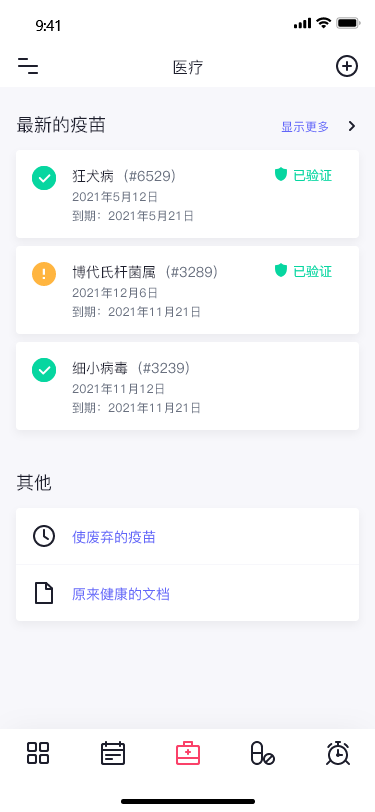 9:41
医疗
最新的疫苗
显示更多
狂犬病（#6529）
已验证
2021年5月12日
到期：2021年5月21日
博代氏杆菌属（#3289）
已验证
2021年12月6日
到期：2021年11月21日
细小病毒（#3239）
2021年11月12日
到期：2021年11月21日
其他
使废弃的疫苗
原来健康的文档